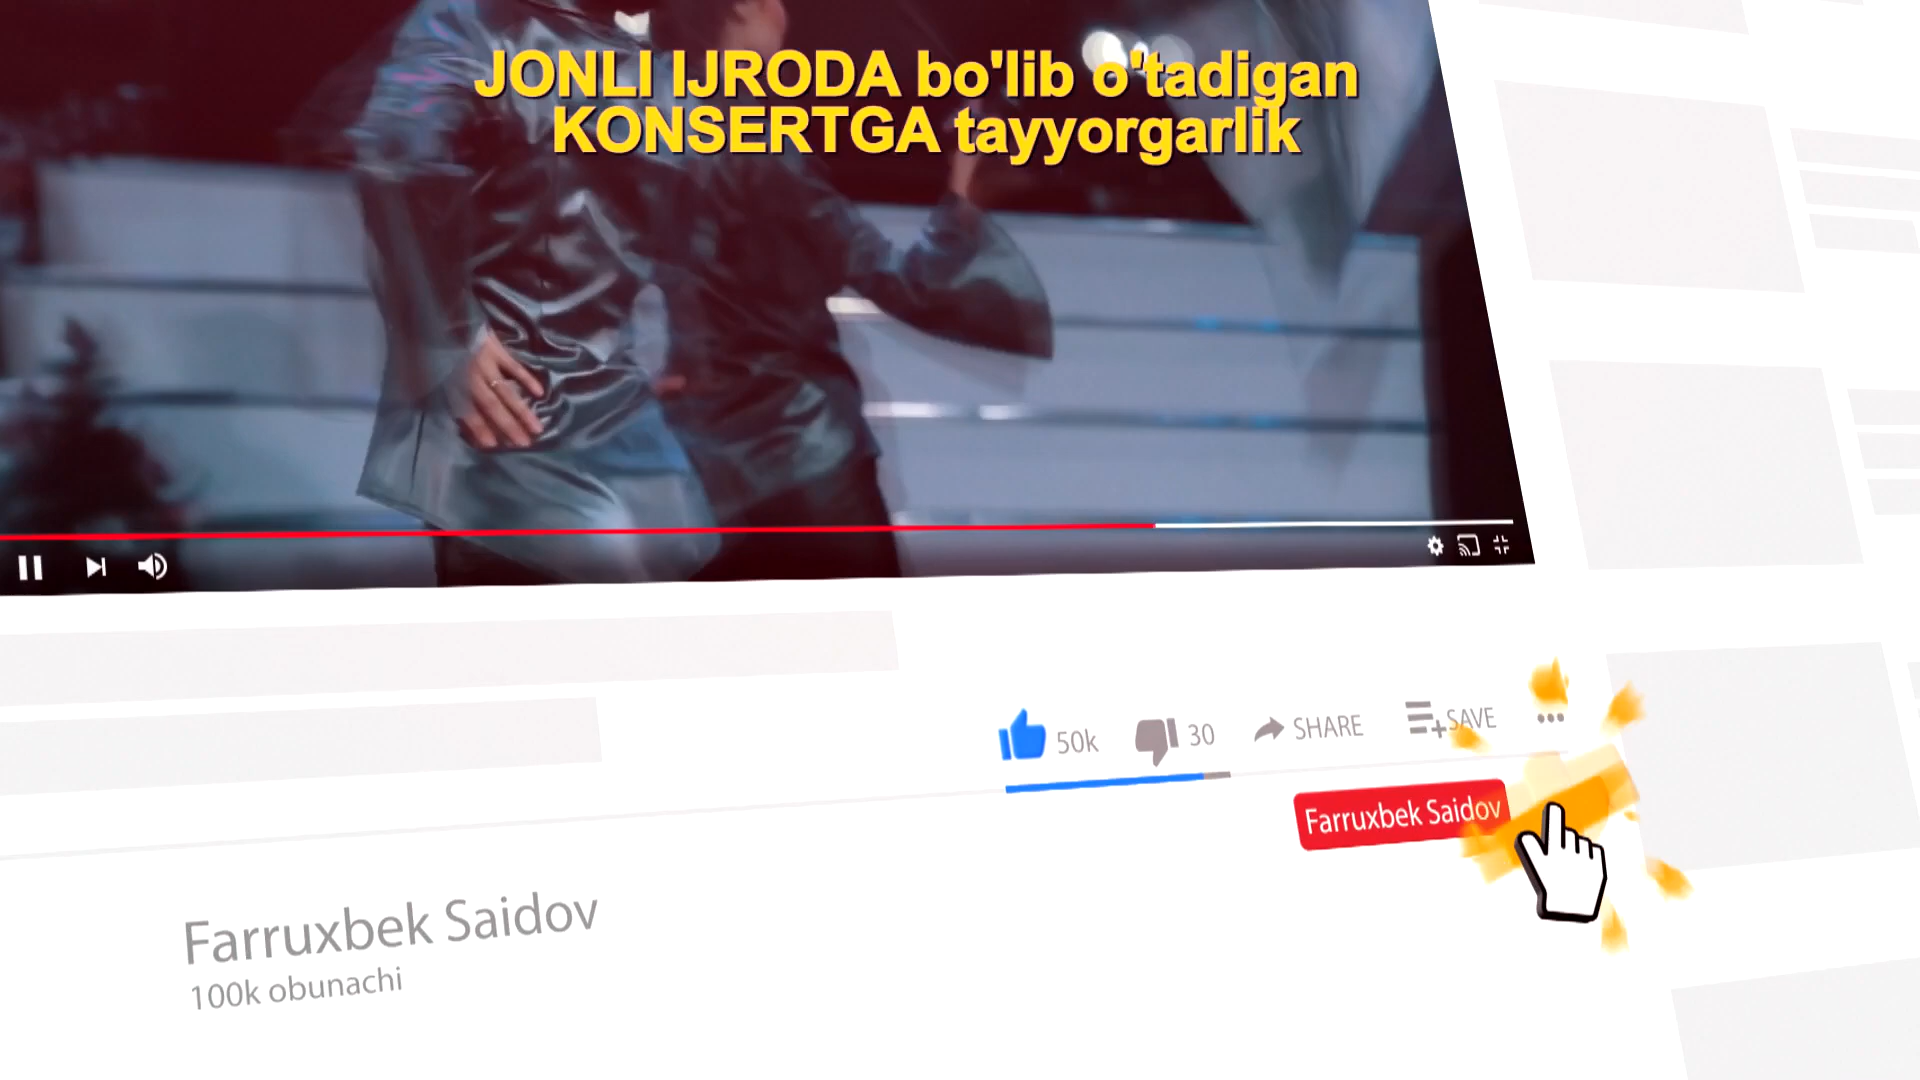 JONLI IJRODA bo'lib o'tadigan
KONSERTGA tayyorgarlik
50k
30
SHARE
SAVE
Farruxbek Saidov
Farruxbek Saidov
100k obunachi